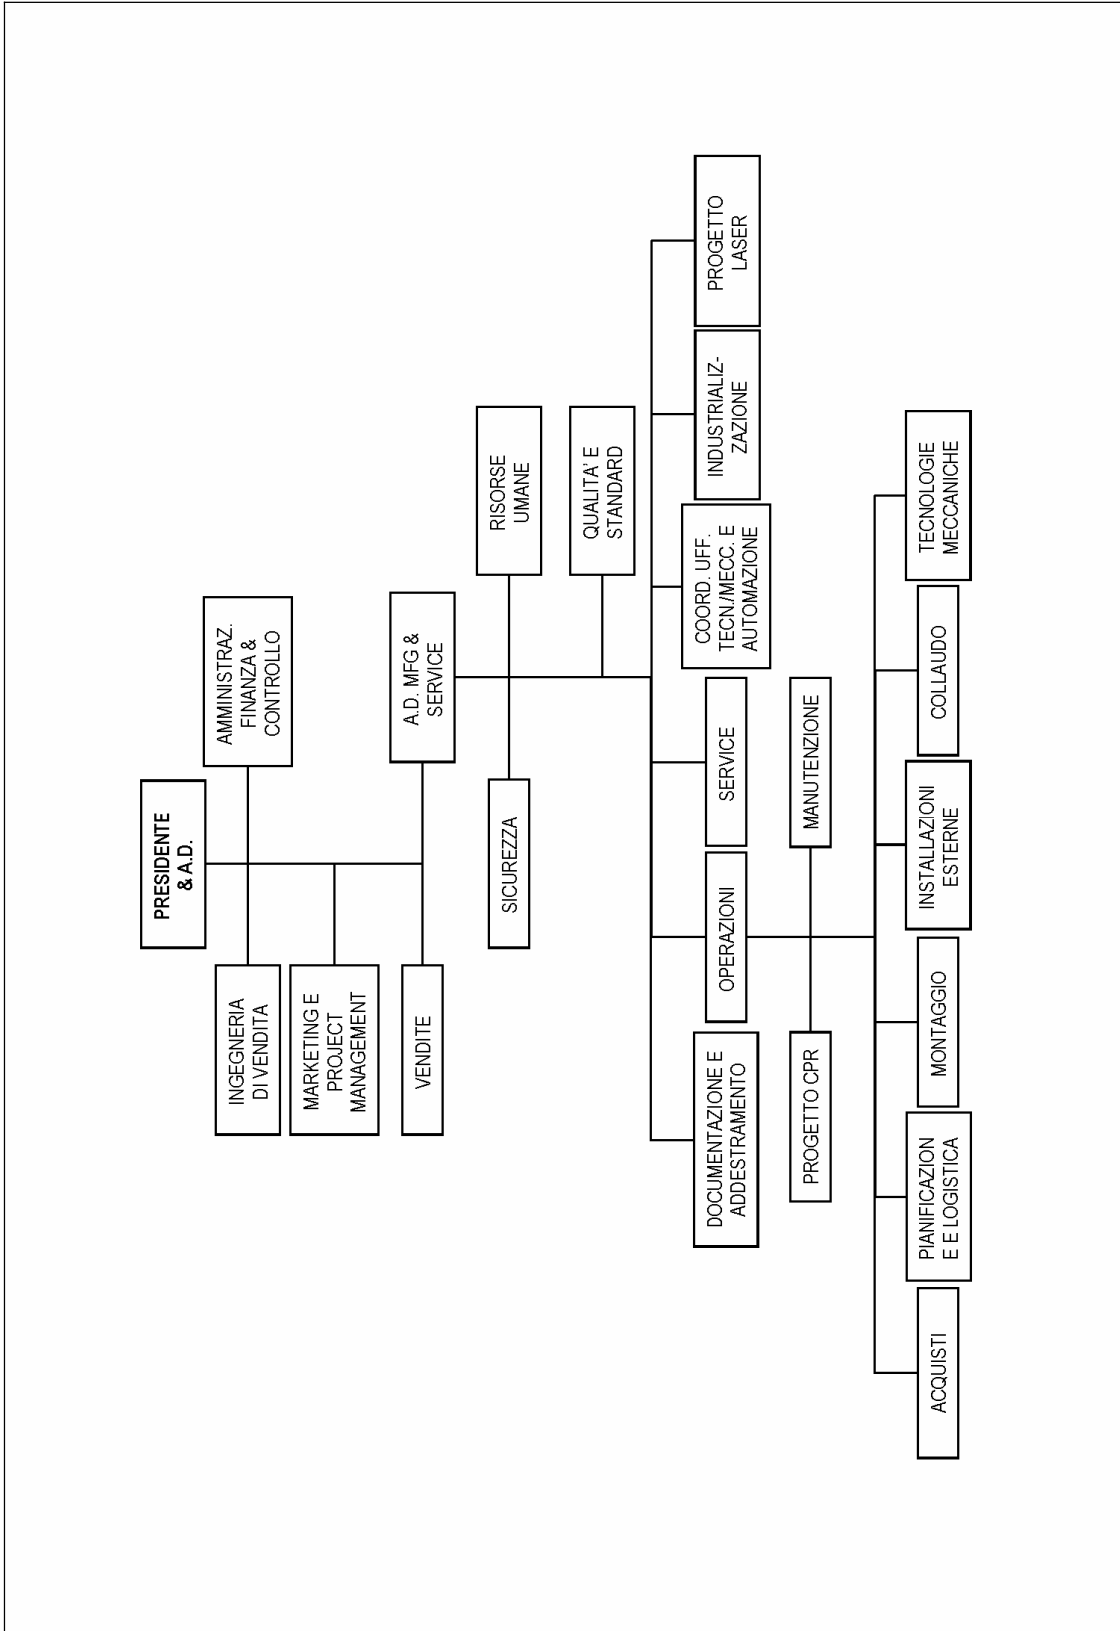 PRESIDENTE
& A.D.
INGEGNERIA
DI VENDITA
AMMINISTRAZ.
FINANZA &
CONTROLLO
MARKETING E
PROJECT
MANAGEMENT
VENDITE
A.D. MFG &
SERVICE
SICUREZZA
RISORSE
UMANE
QUALITA' E
STANDARD
DOCUMENTAZIONE E
ADDESTRAMENTO
OPERAZIONI
SERVICE
COORD. UFF.
TECN./MECC. E
AUTOMAZIONE
INDUSTRIALIZ-
ZAZIONE
PROGETTO
LASER
PROGETTO CPR
MANUTENZIONE
ACQUISTI
PIANIFICAZION
E E LOGISTICA
MONTAGGIO
INSTALLAZIONI
ESTERNE
COLLAUDO
TECNOLOGIE
MECCANICHE